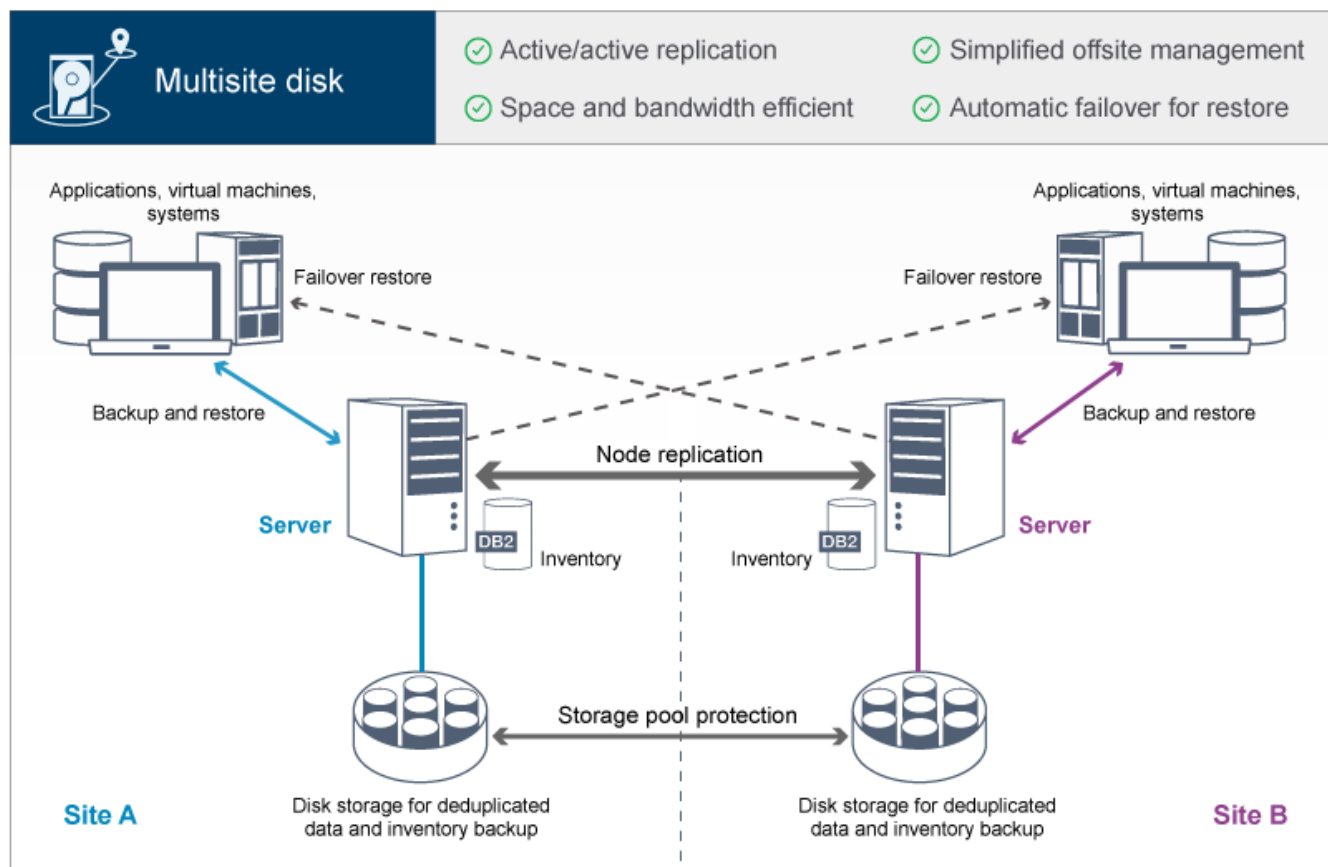 Multisite disk
Active/active replication
Simplified offsite management
Space and bandwidth efficient
Automatic failover for restore
Applications, virtual machines,
systems
Applications, virtual machines,
systems
Failover restore
Failover restore
Backup and restore
Backup and restore
Node replication
Server
DB2
Inventory
Inventory
DB2
Server
Storage pool protection
Site A
Disk storage for deduplicated
data and inventory backup
Disk storage for deduplicated
data and inventory backup
Site B